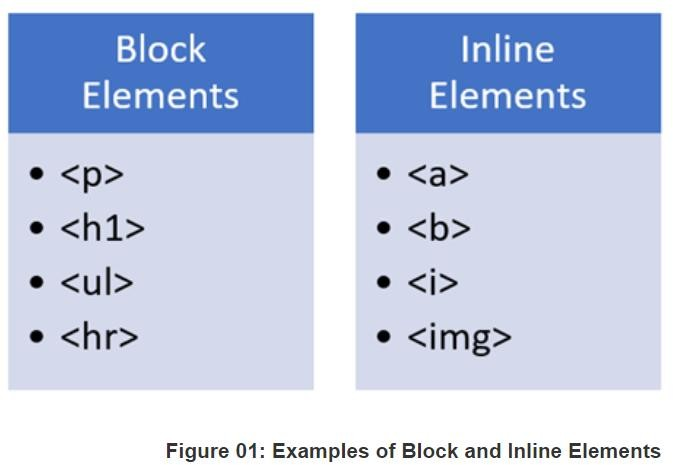 Block
Elements
• <p>
• <h1>
• <ul>
• <hr>
Inline
Elements
• <a>
• <b>
• <i>
• <img>
Figure 01: Examples of Block and Inline Elements